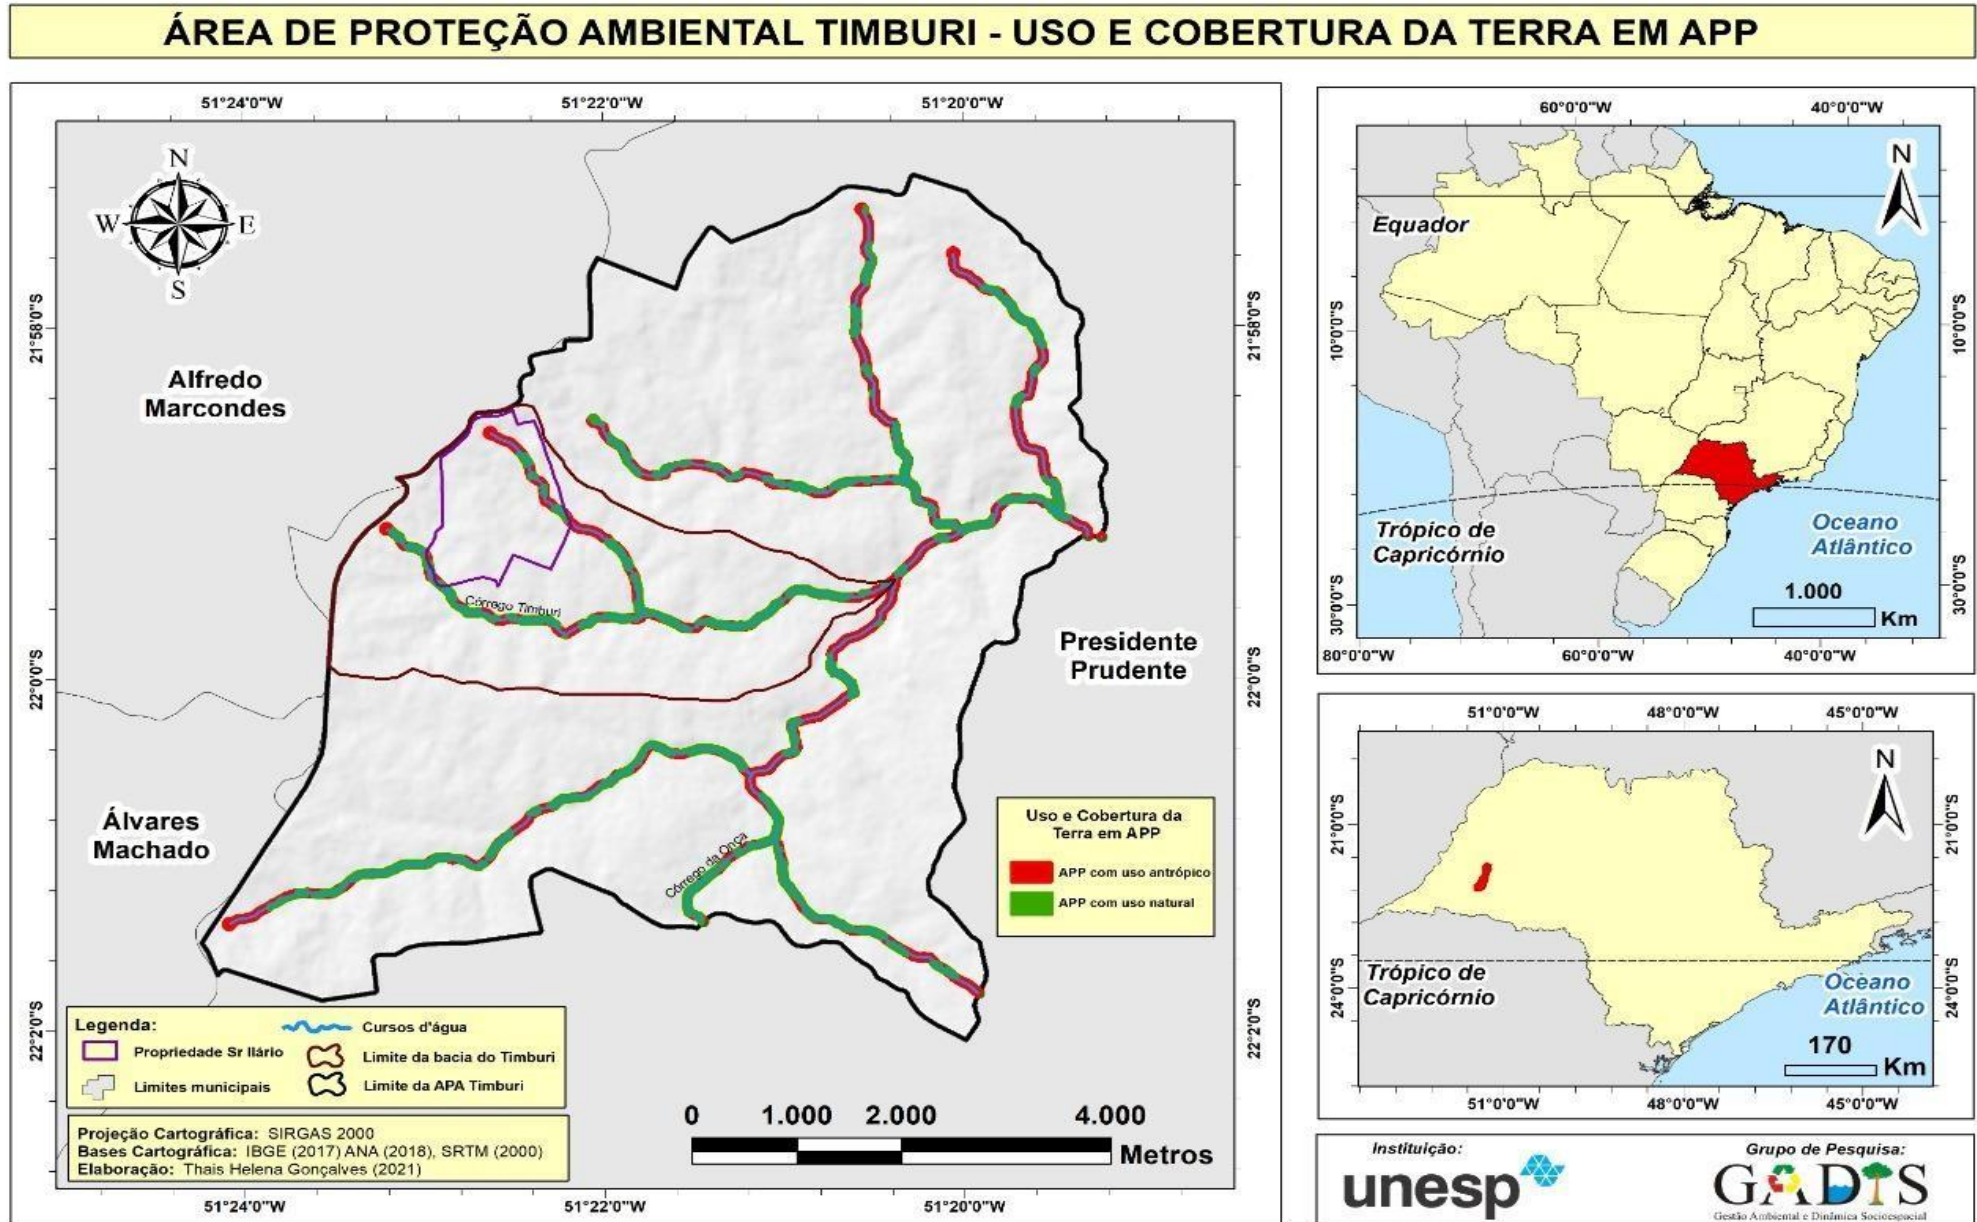 ÁREA DE PROTEÇÃO AMBIENTAL TIMBURI - USO E COBERTURA DA TERRA EM APP
51°24'0"W
51°22'0"W
51°20'0"W
N
W
E
S
21°58'0"S
21°58'0"S
Alfredo
Marcondes
Córrego Timburi
Presidente
Prudente
22°0'0"S
22°0'0"S
Álvares
Machado
Córrego da Onça
Uso e Cobertura da
Terra em APP
APP com uso antrópico
APP com uso natural
22°2'0"S
22°2'0"S
Legenda:
Cursos d'água
Propriedade Sr Ilário
Limite da bacia do Timburi
Limites municipais
Limite da APA Timburi
Projeção Cartográfica: SIRGAS 2000
Bases Cartográfica: IBGE (2017) ANA (2018), SRTM (2000)
Elaboração: Thais Helena Gonçalves (2021)
0
1.000
2.000
4.000
Metros
51°24'0"W
51°22'0"W
51°20'0"W
60°0'0"W
40°0'0"W
N
Equador
10°0'0"S
10°0'0"S
Trópico de
Capricórnio
Oceano
Atlântico
1.000
Km
30°0'0"S
30°0'0"S
80°0'0"W
60°0'0"W
40°0'0"W
51°0'0"W
48°0'0"W
45°0'0"W
N
21°0'0"S
21°0'0"S
Trópico de
Capricórnio
Oceano
Atlântico
24°0'0"S
24°0'0"S
170
Km
51°0'0"W
48°0'0"W
45°0'0"W
Instituição:
unesp
Grupo de Pesquisa:
GADIS
Gestão Ambiental e Dinâmica Socioespacial